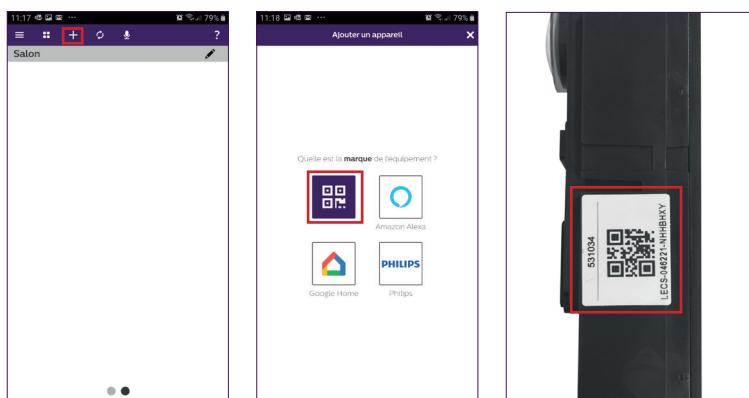 11:17
79%
+
?
Salon
11:18
79%
Ajouter un appareil
Quelle est la marque de l'équipement ?
Amazon Alexa
PHILIPS
Google Home
Philips
531034
LECS-046221-NHHBHXY